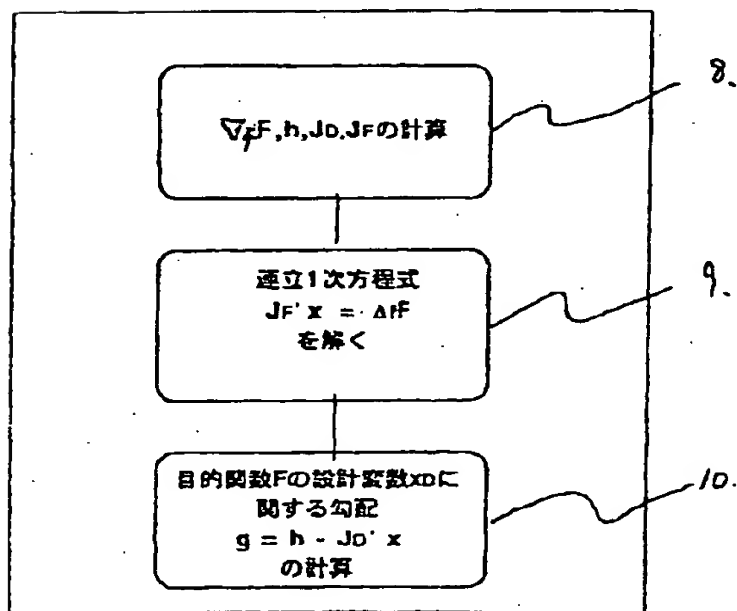 ∇fF,h,JD,JFの計算
8.
連立1次方程式
JF' x = ΔfF
を解く
9.
目的関数Fの設計変数xDに
関する勾配
g = h - JD' x
の計算
10.